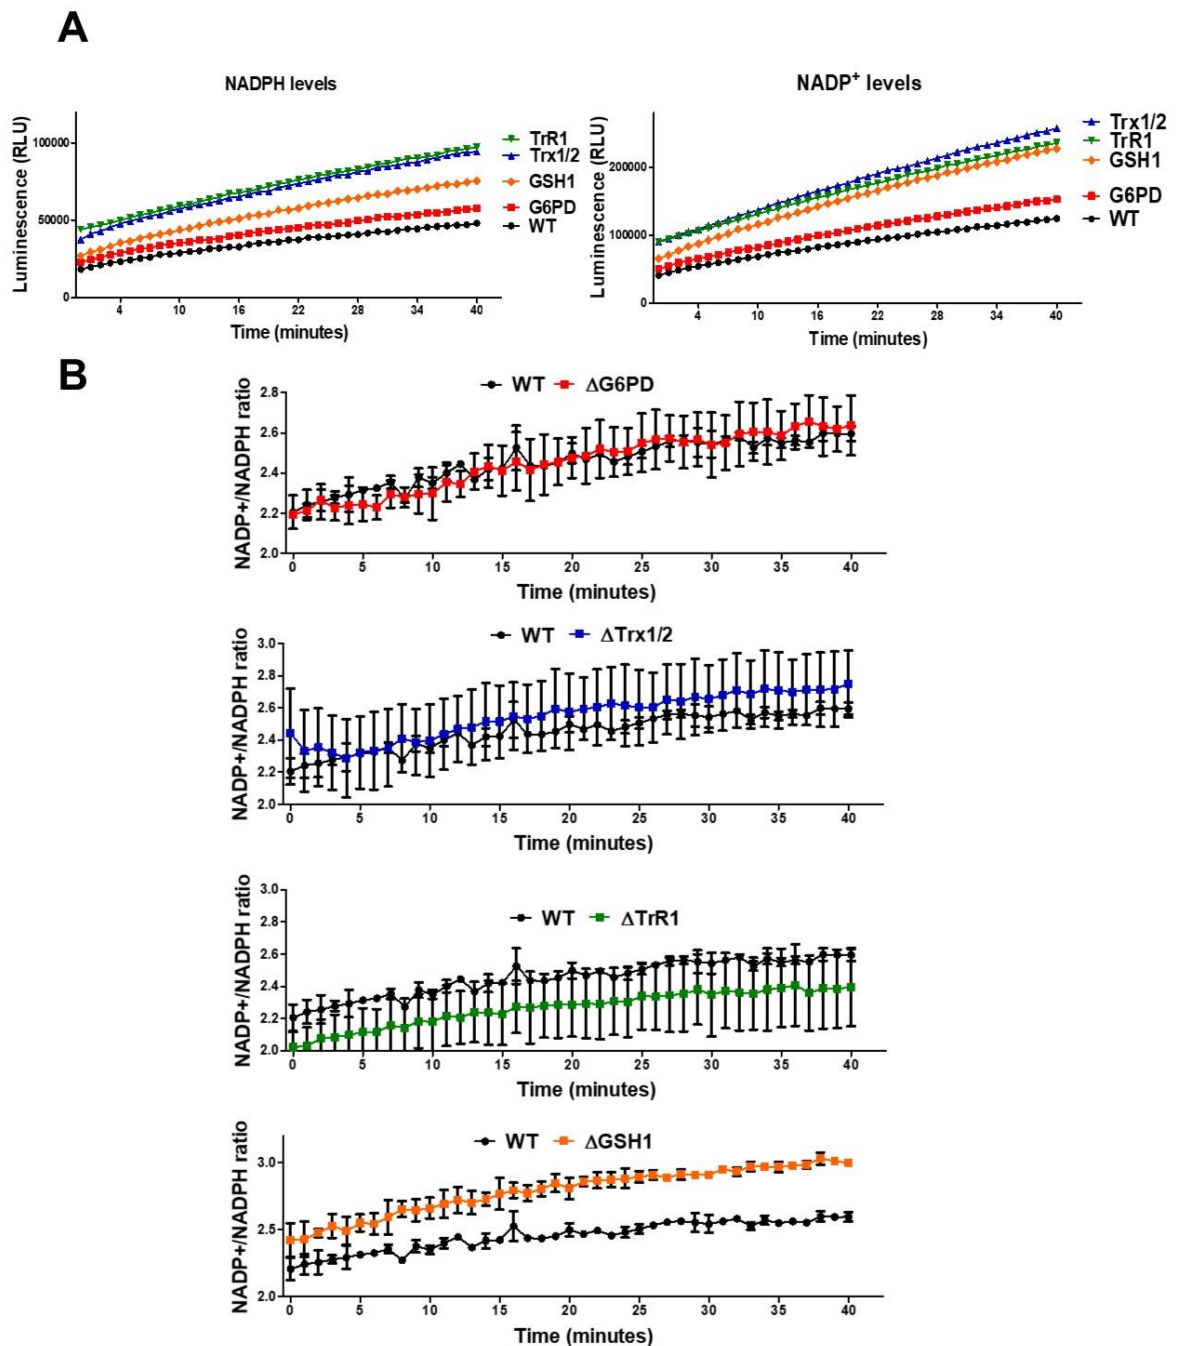 A
NADPH levels
Luminescence (RLU)
100000
50000
0
4 10 16 22 28 34 40
Time (minutes)
TrR1
Trx1/2
GSH1
G6PD
WT
NADP+ levels
Luminescence (RLU)
200000
100000
0
4 10 16 22 28 34 40
Time (minutes)
Trx1/2
TrR1
GSH1
G6PD
WT
B
WT ΔG6PD
NADP+/NADPH ratio
2.8
2.6
2.4
2.2
2.0
0 5 10 15 20 25 30 35 40
Time (minutes)
WT ΔTrx1/2
NADP+/NADPH ratio
3.0
2.8
2.6
2.4
2.2
2.0
0 5 10 15 20 25 30 35 40
Time (minutes)
WT ΔTrR1
NADP+/NADPH ratio
3.0
2.6
2.4
2.2
2.0
0 5 10 15 20 25 30 35 40
Time (minutes)
WT ΔGSH1
NADP+/NADPH ratio
3.0
2.5
2.0
0 5 10 15 20 25 30 35 40
Time (minutes)